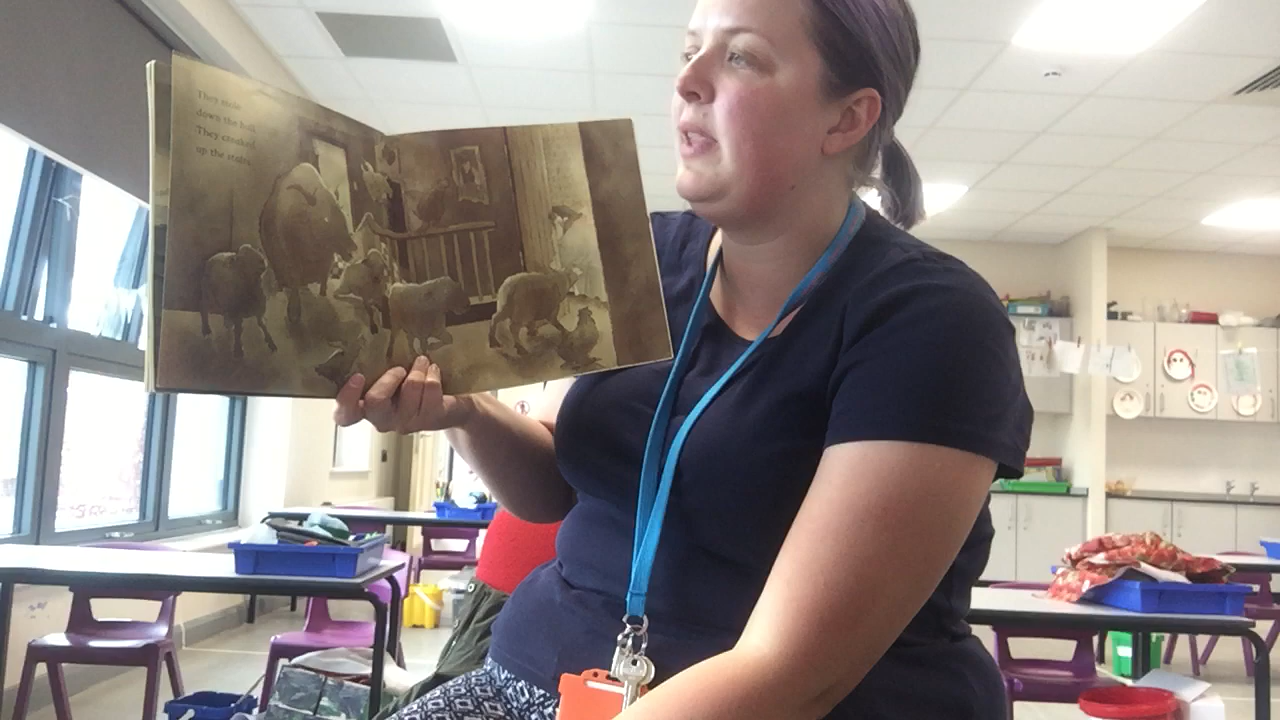 They stole
down the hall.
They creaked
up the stairs.